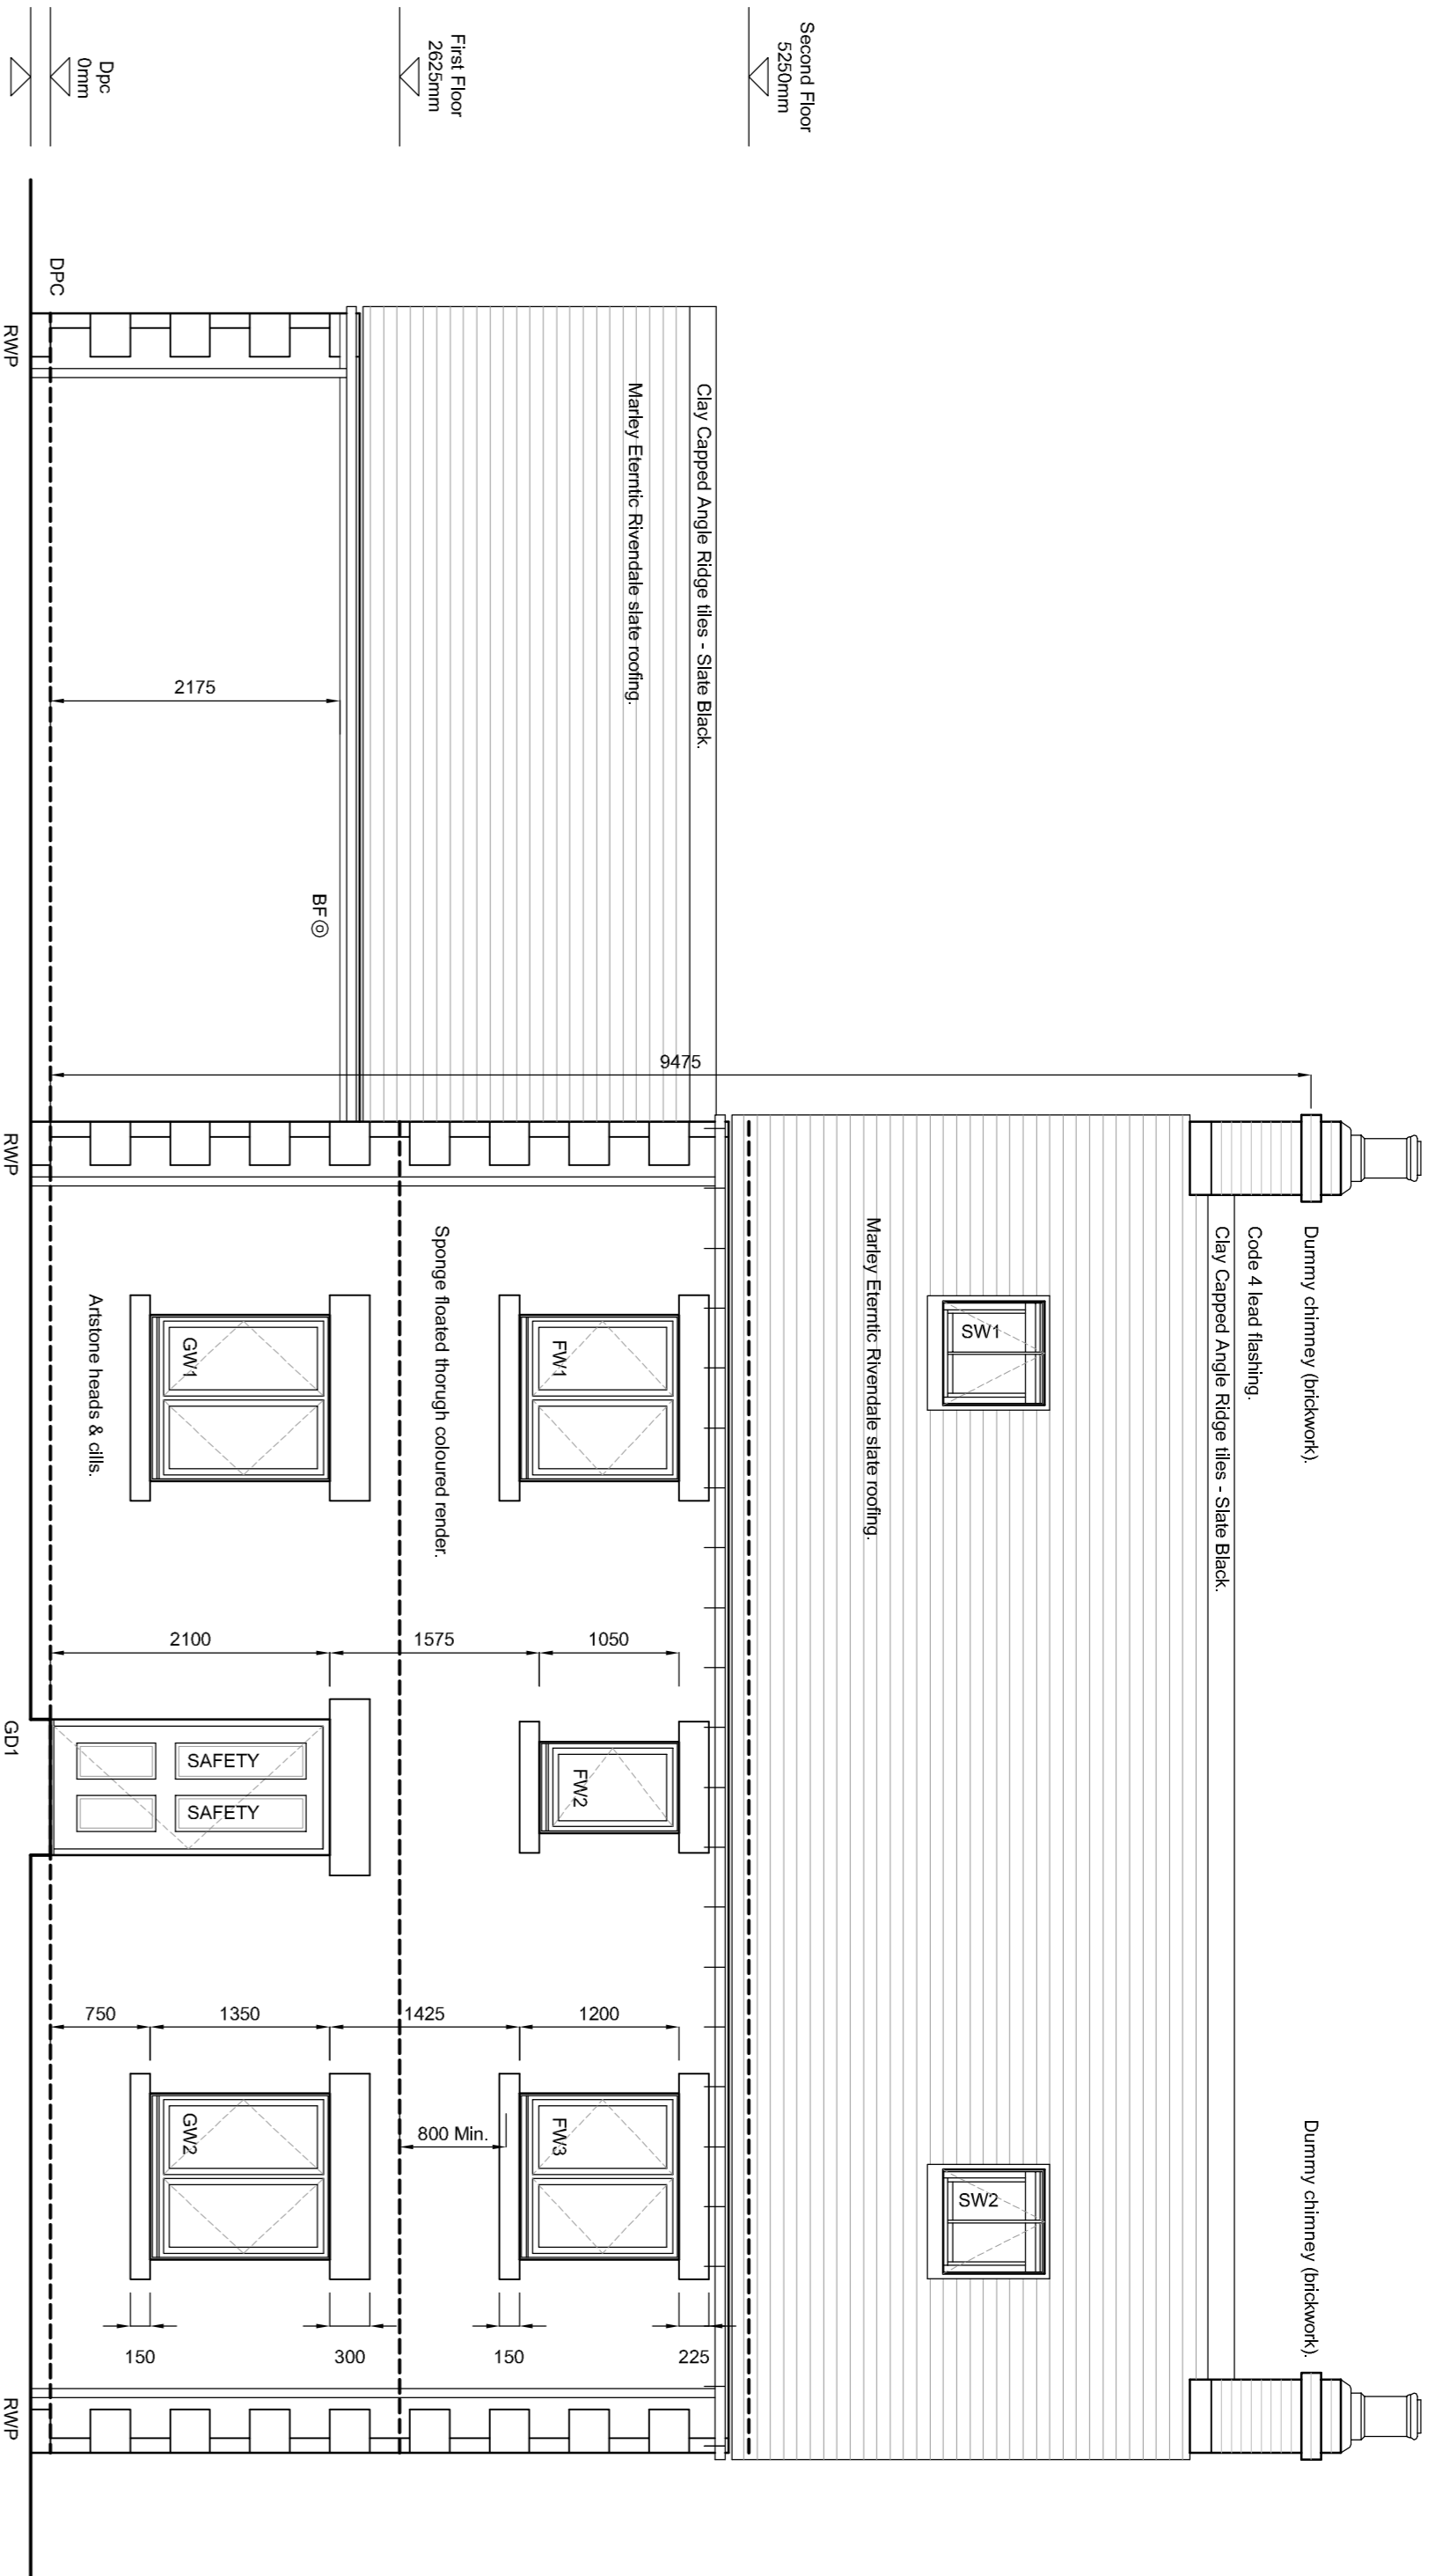 Dummy chimney (brickwork).
Dummy chimney (brickwork).
Code 4 lead flashing.
Clay Capped Angle Ridge tiles - Slate Black.
SW1
SW2
Marley Eterntic Rivendale slate roofing.
Second Floor
5250mm
Clay Capped Angle Ridge tiles - Slate Black.
9475
Marley Eterntic Rivendale slate roofing.
225
FW1
FW2
FW3
1050
1200
150
First Floor
2625mm
Sponge floated thorugh coloured render.
1575
1425
800 Min.
BF
300
2175
GW1
2100
SAFETY
SAFETY
1350
GW2
150
Artstone heads & cills.
750
Dpc
0mm
DPC
RWP
RWP
GD1
RWP